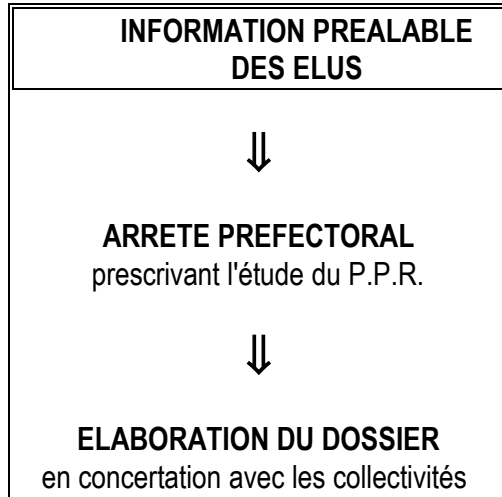 INFORMATION PREALABLE
DES ELUS
⇓
ARRETE PREFECTORAL
prescrivant l'étude du P.P.R.
⇓
ELABORATION DU DOSSIER
en concertation avec les collectivités